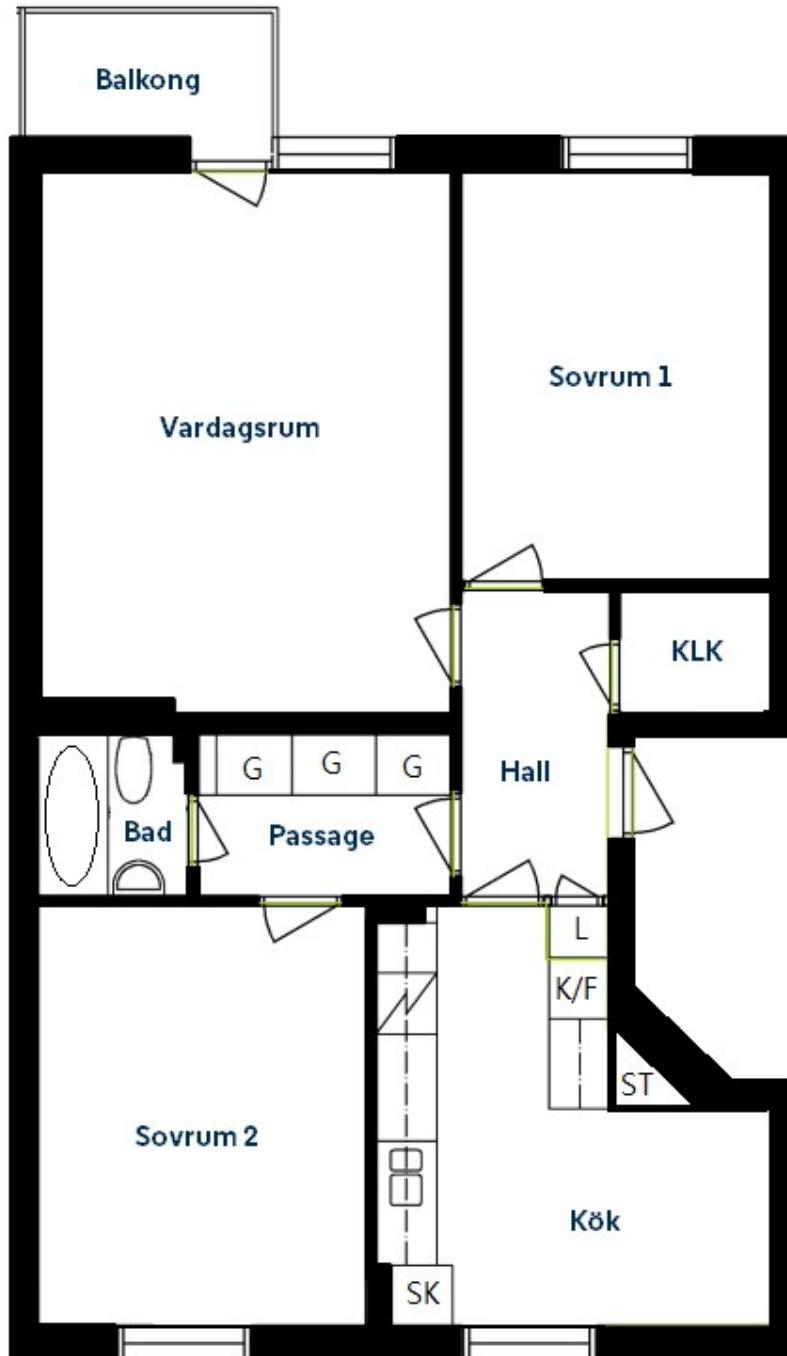 Balkong
Sovrum 1
Vardagsrum
KLK
G G G
Hall
Bad
Passage
L
K/F
ST
Sovrum 2
Kök
SK